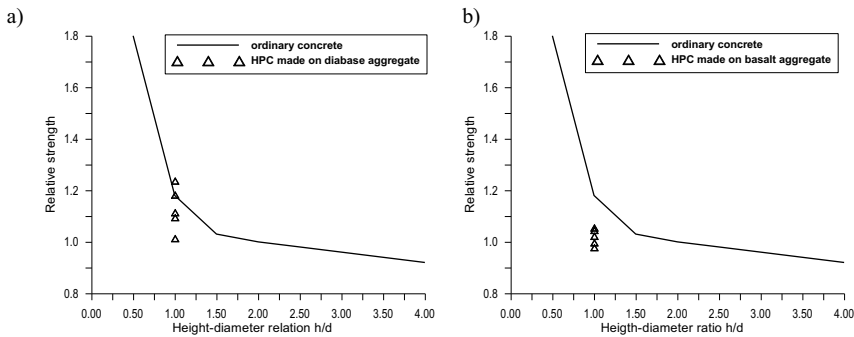 a)
1.8
1.6
1.4
1.2
1.0
0.8
Relative strength
ordinary concrete
HPC made on diabase aggregate
0.00 0.50 1.00 1.50 2.00 2.50 3.00 3.50 4.00
Height-diameter relation h/d
b)
1.8
1.6
1.4
1.2
1.0
0.8
Relative strength
ordinary concrete
HPC made on basalt aggregate
0.00 0.50 1.00 1.50 2.00 2.50 3.00 3.50 4.00
Heigth-diameter ratio h/d